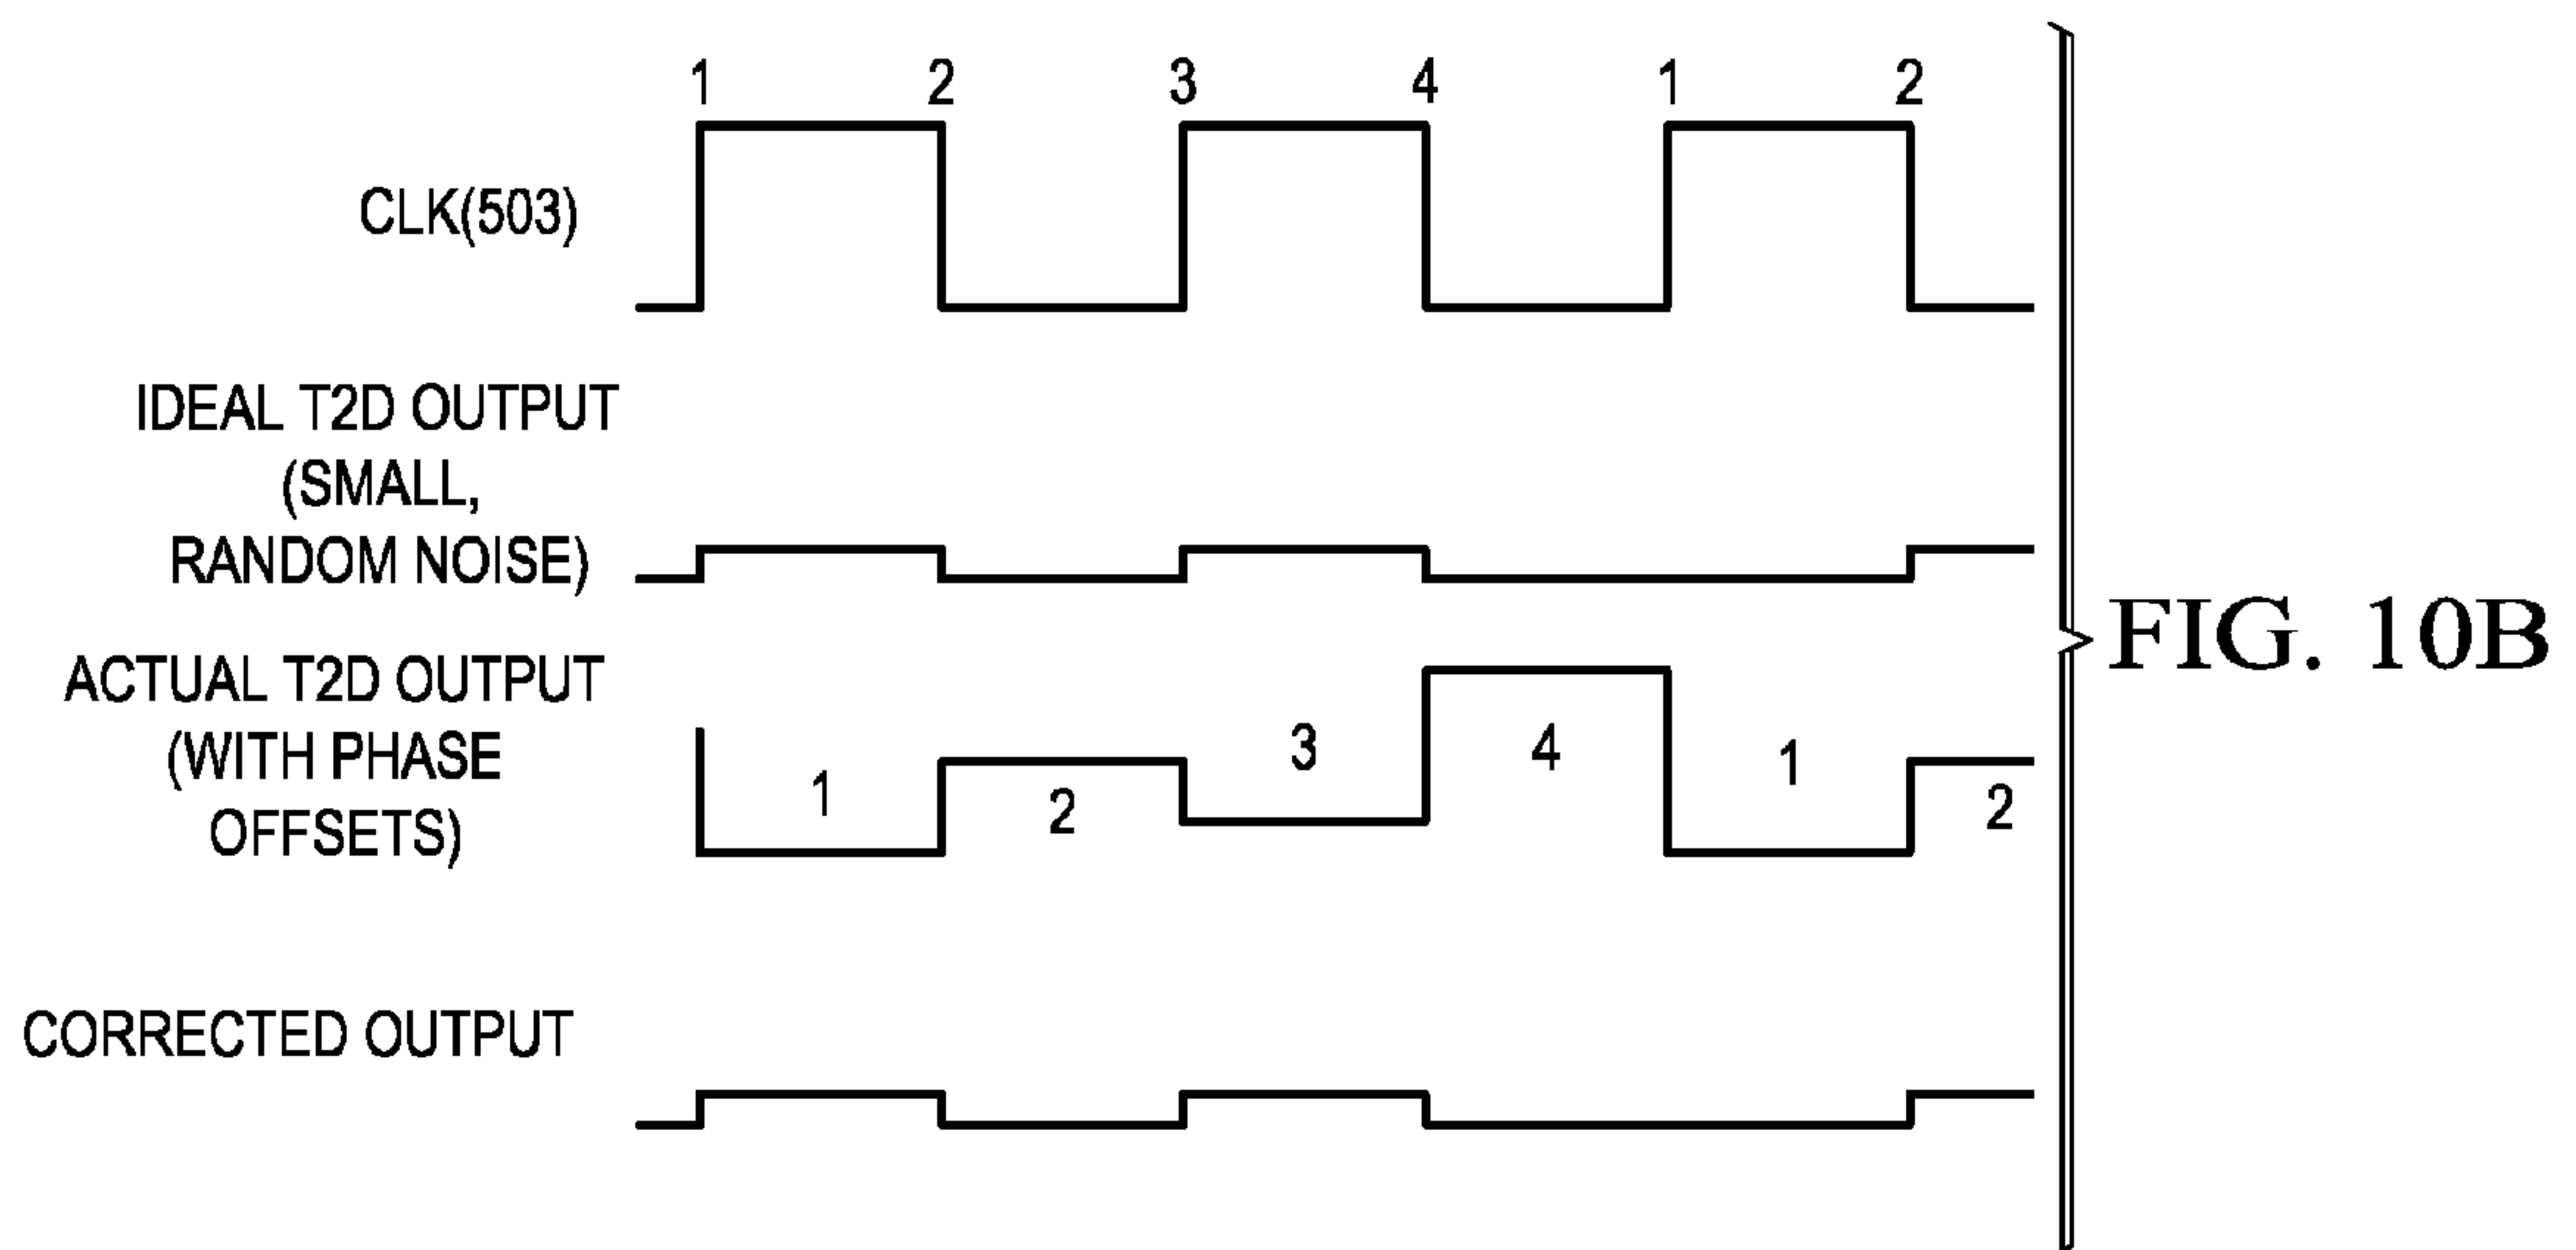 1 2 3 4 1 2
CLK(503)
IDEAL T2D OUTPUT
(SMALL,
RANDOM NOISE)
ACTUAL T2D OUTPUT
(WITH PHASE
OFFSETS)
1 2 3 4 1 2
CORRECTED OUTPUT
FIG. 10B